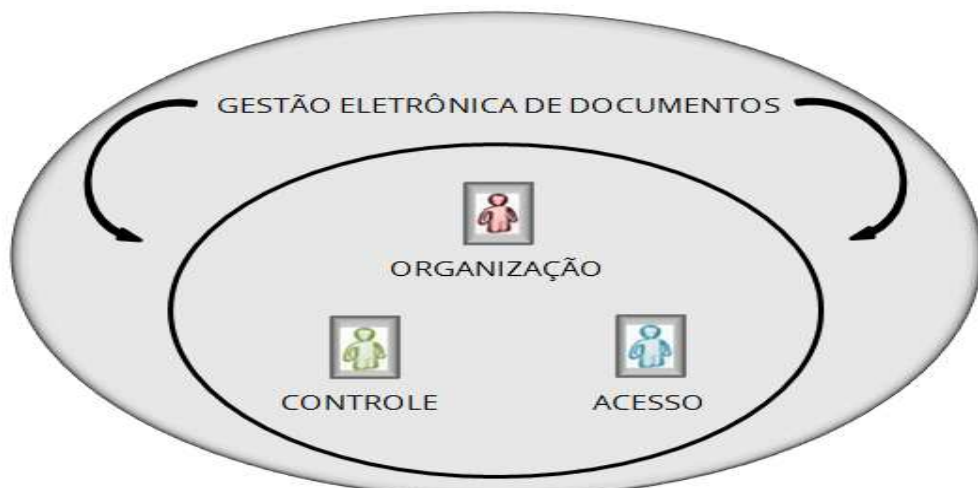 GESTÃO ELETRÔNICA DE DOCUMENTOS
ORGANIZAÇÃO
CONTROLE
ACESSO